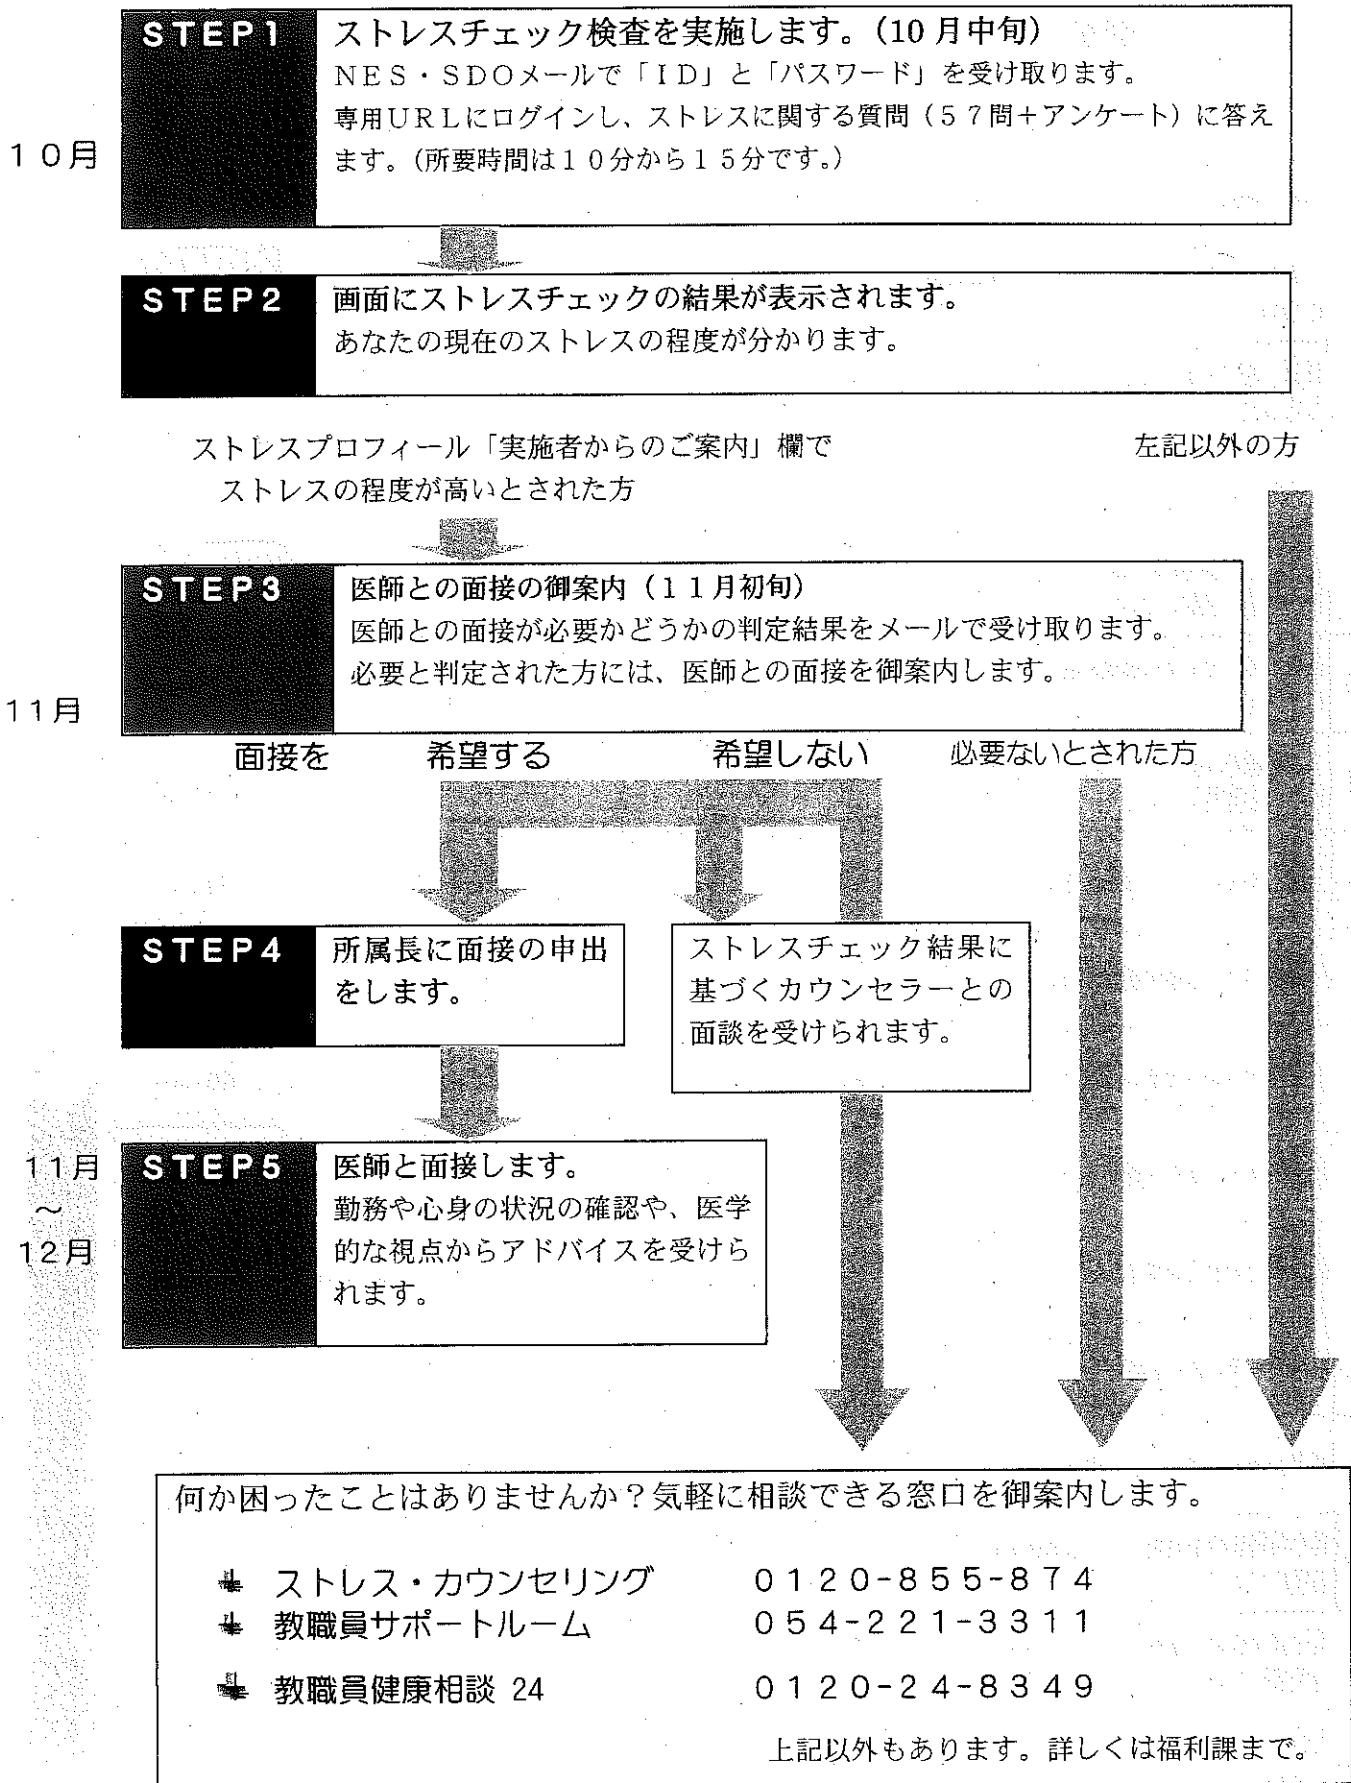 STEP1
ストレスチェック検査を実施します。(10月中旬)
NES・SDOメールで「ID」と「パスワード」を受け取ります。
専用URLにログインし、ストレスに関する質問(57問+アンケート)に答え
ます。(所要時間は10分から15分です。)
10月
STEP2
画面にストレスチェックの結果が表示されます。
あなたの現在のストレスの程度が分かります。
ストレスプロフィール「実施者からのご案内」欄で
ストレスの程度が高いとされた方
左記以外の方
STEP3
医師との面接の御案内(11月初旬)
医師との面接が必要かどうかの判定結果をメールで受け取ります。
必要と判定された方には、医師との面接を御案内します。
11月
面接を 希望する 希望しない 必要ないとされた方
STEP4
所属長に面接の申出
をします。
ストレスチェック結果に
基づくカウンセラーとの
面談を受けられます。
11月
～
12月
STEP5
医師と面接します。
勤務や心身の状況の確認や、医学
的な視点からアドバイスを受けら
れます。
何か困ったことはありませんか?気軽に相談できる窓口を御案内します。
ストレス・カウンセリング 0120-855-874
教職員サポートルーム 054-221-3311
教職員健康相談 24 0120-24-8349
上記以外もあります。詳しくは福利課まで。